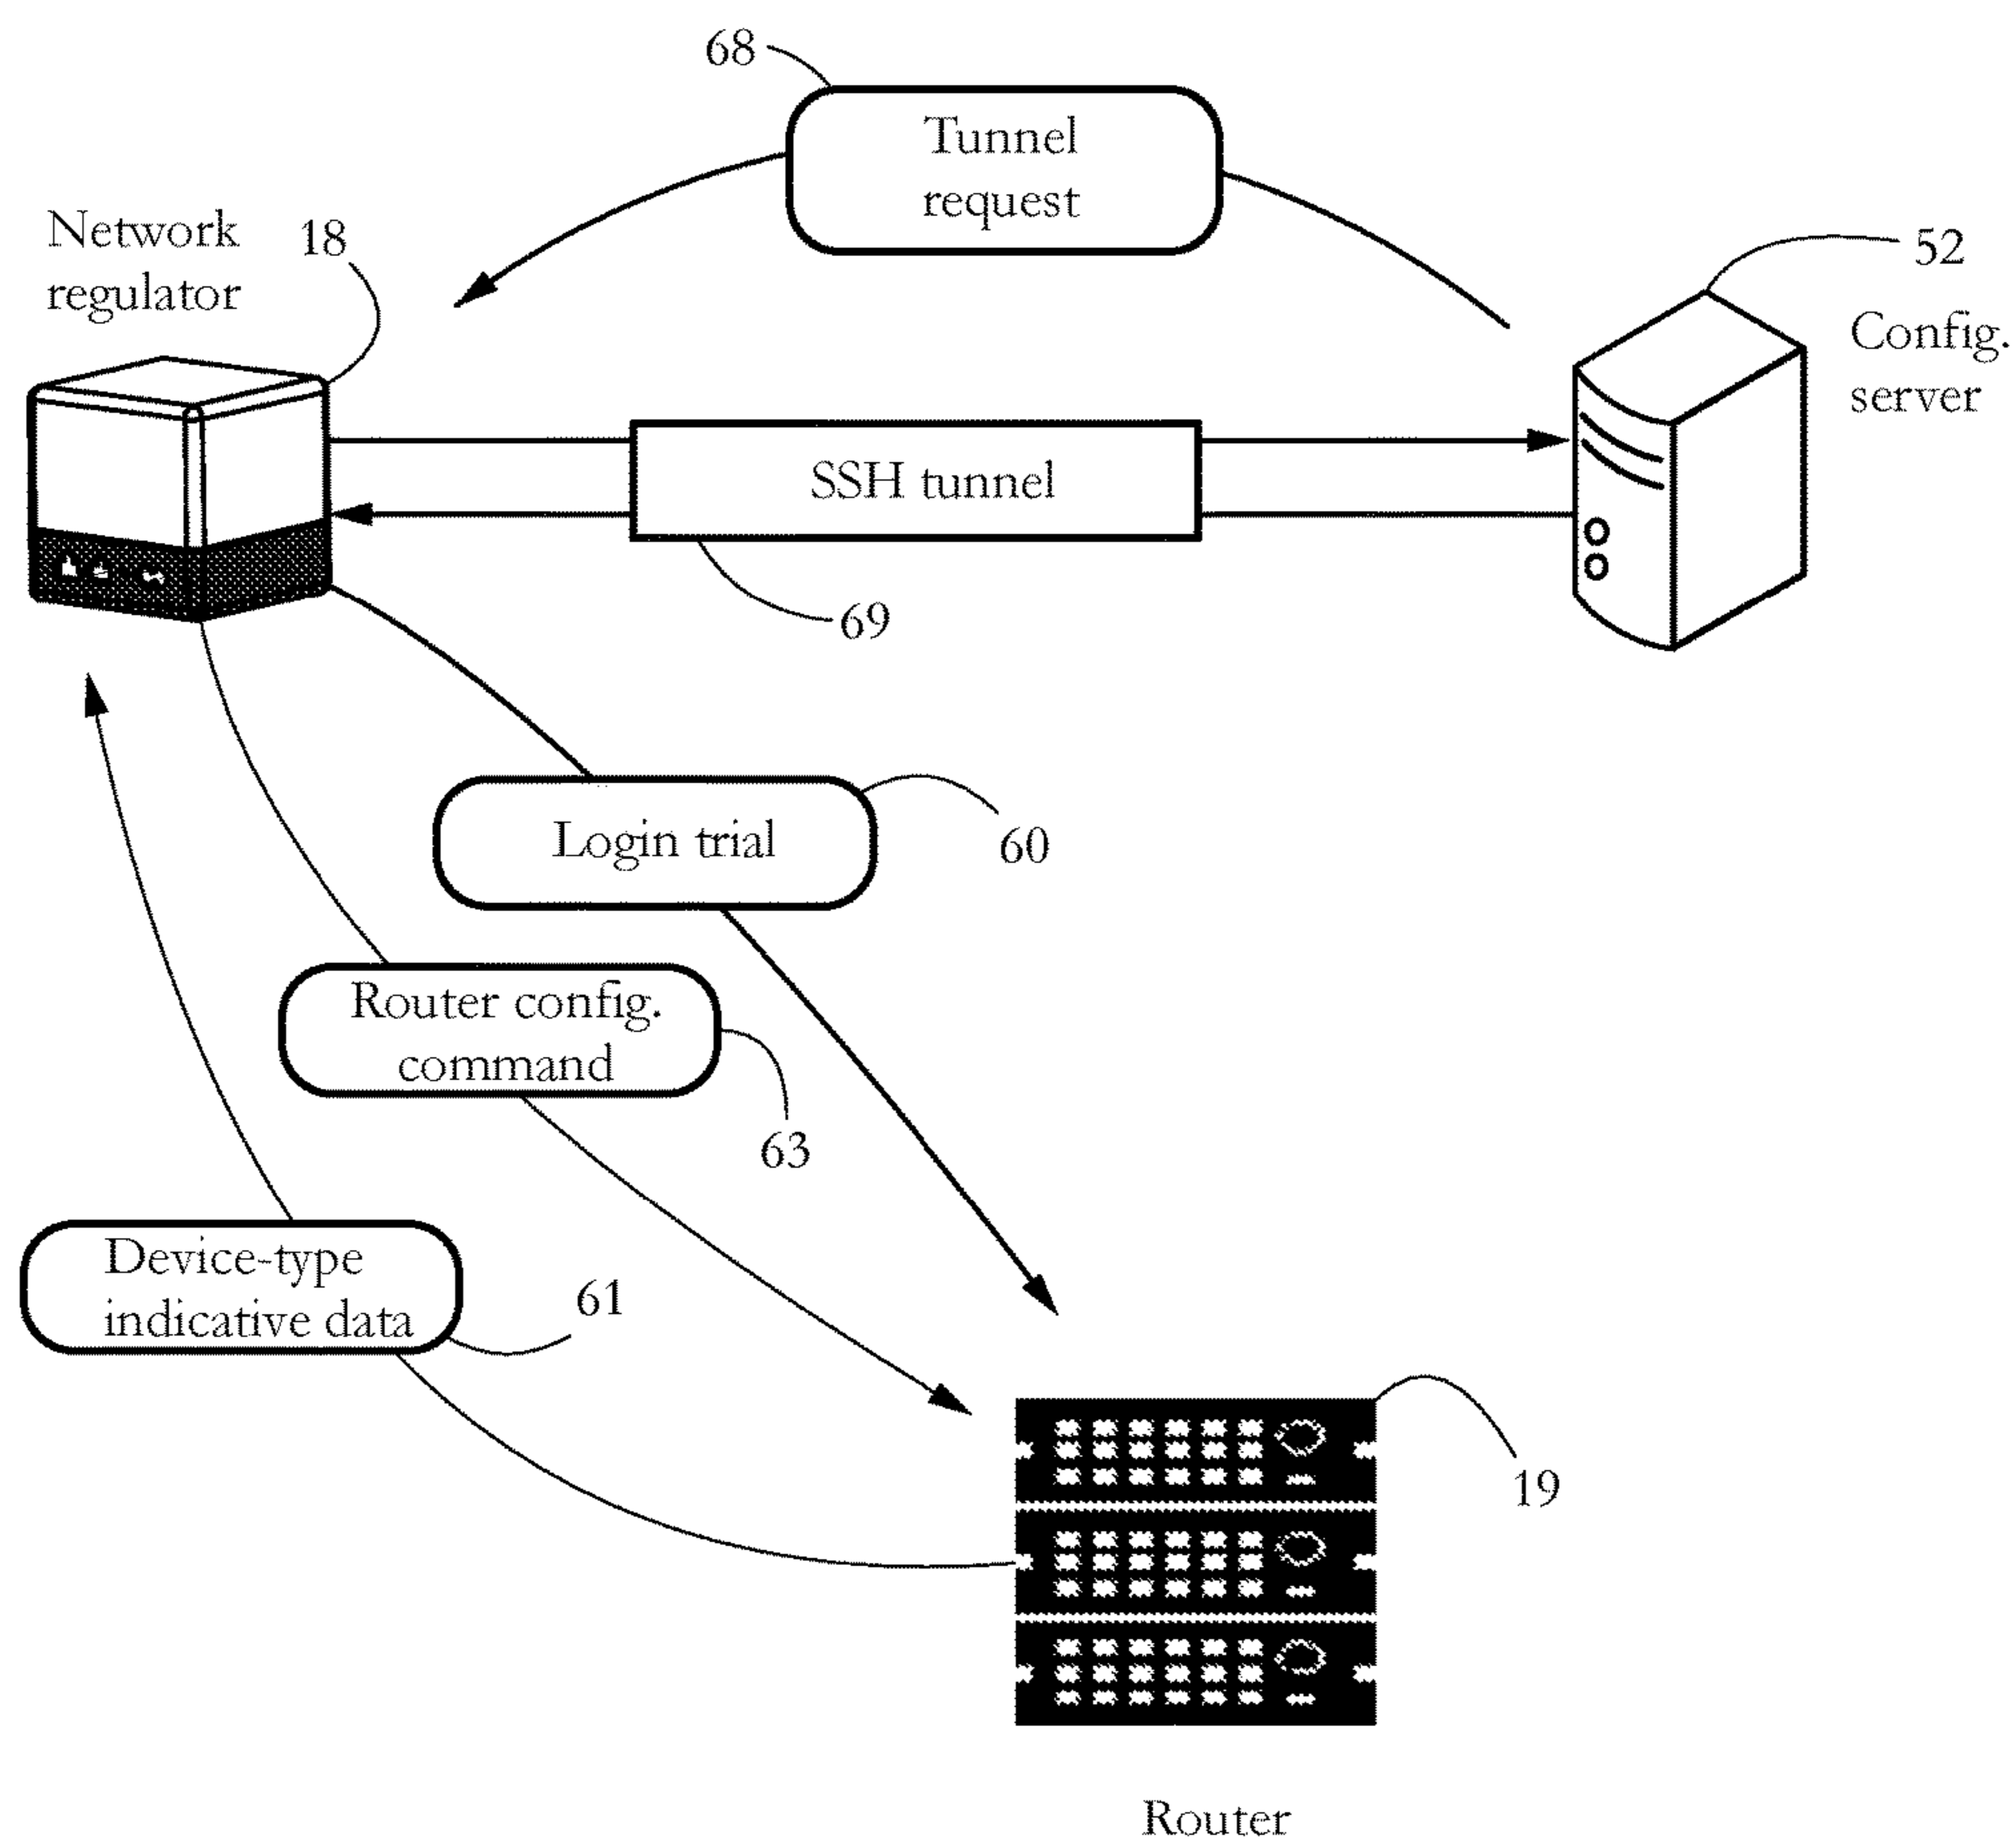 68
Tunnel
request
Network
regulator
18
52
Config.
server
SSH tunnel
69
Login trial
60
Router config.
command
63
Device-type
indicative data
61
19
Router